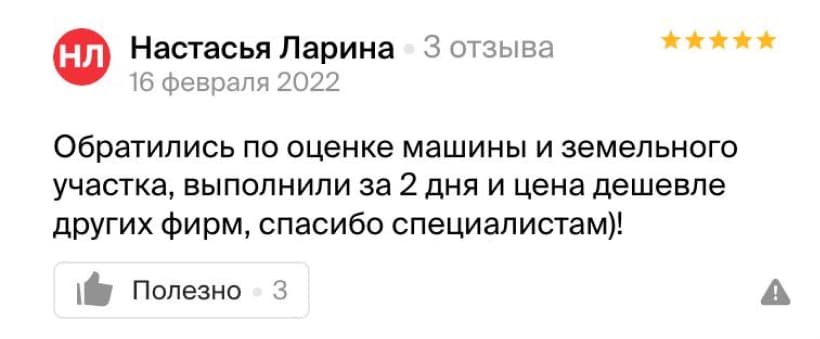 НЛ
Настасья Ларина • 3 отзыва
16 февраля 2022
Обратились по оценке машины и земельного
участка, выполнили за 2 дня и цена дешевле
других фирм, спасибо специалистам)!
Полезно • 3